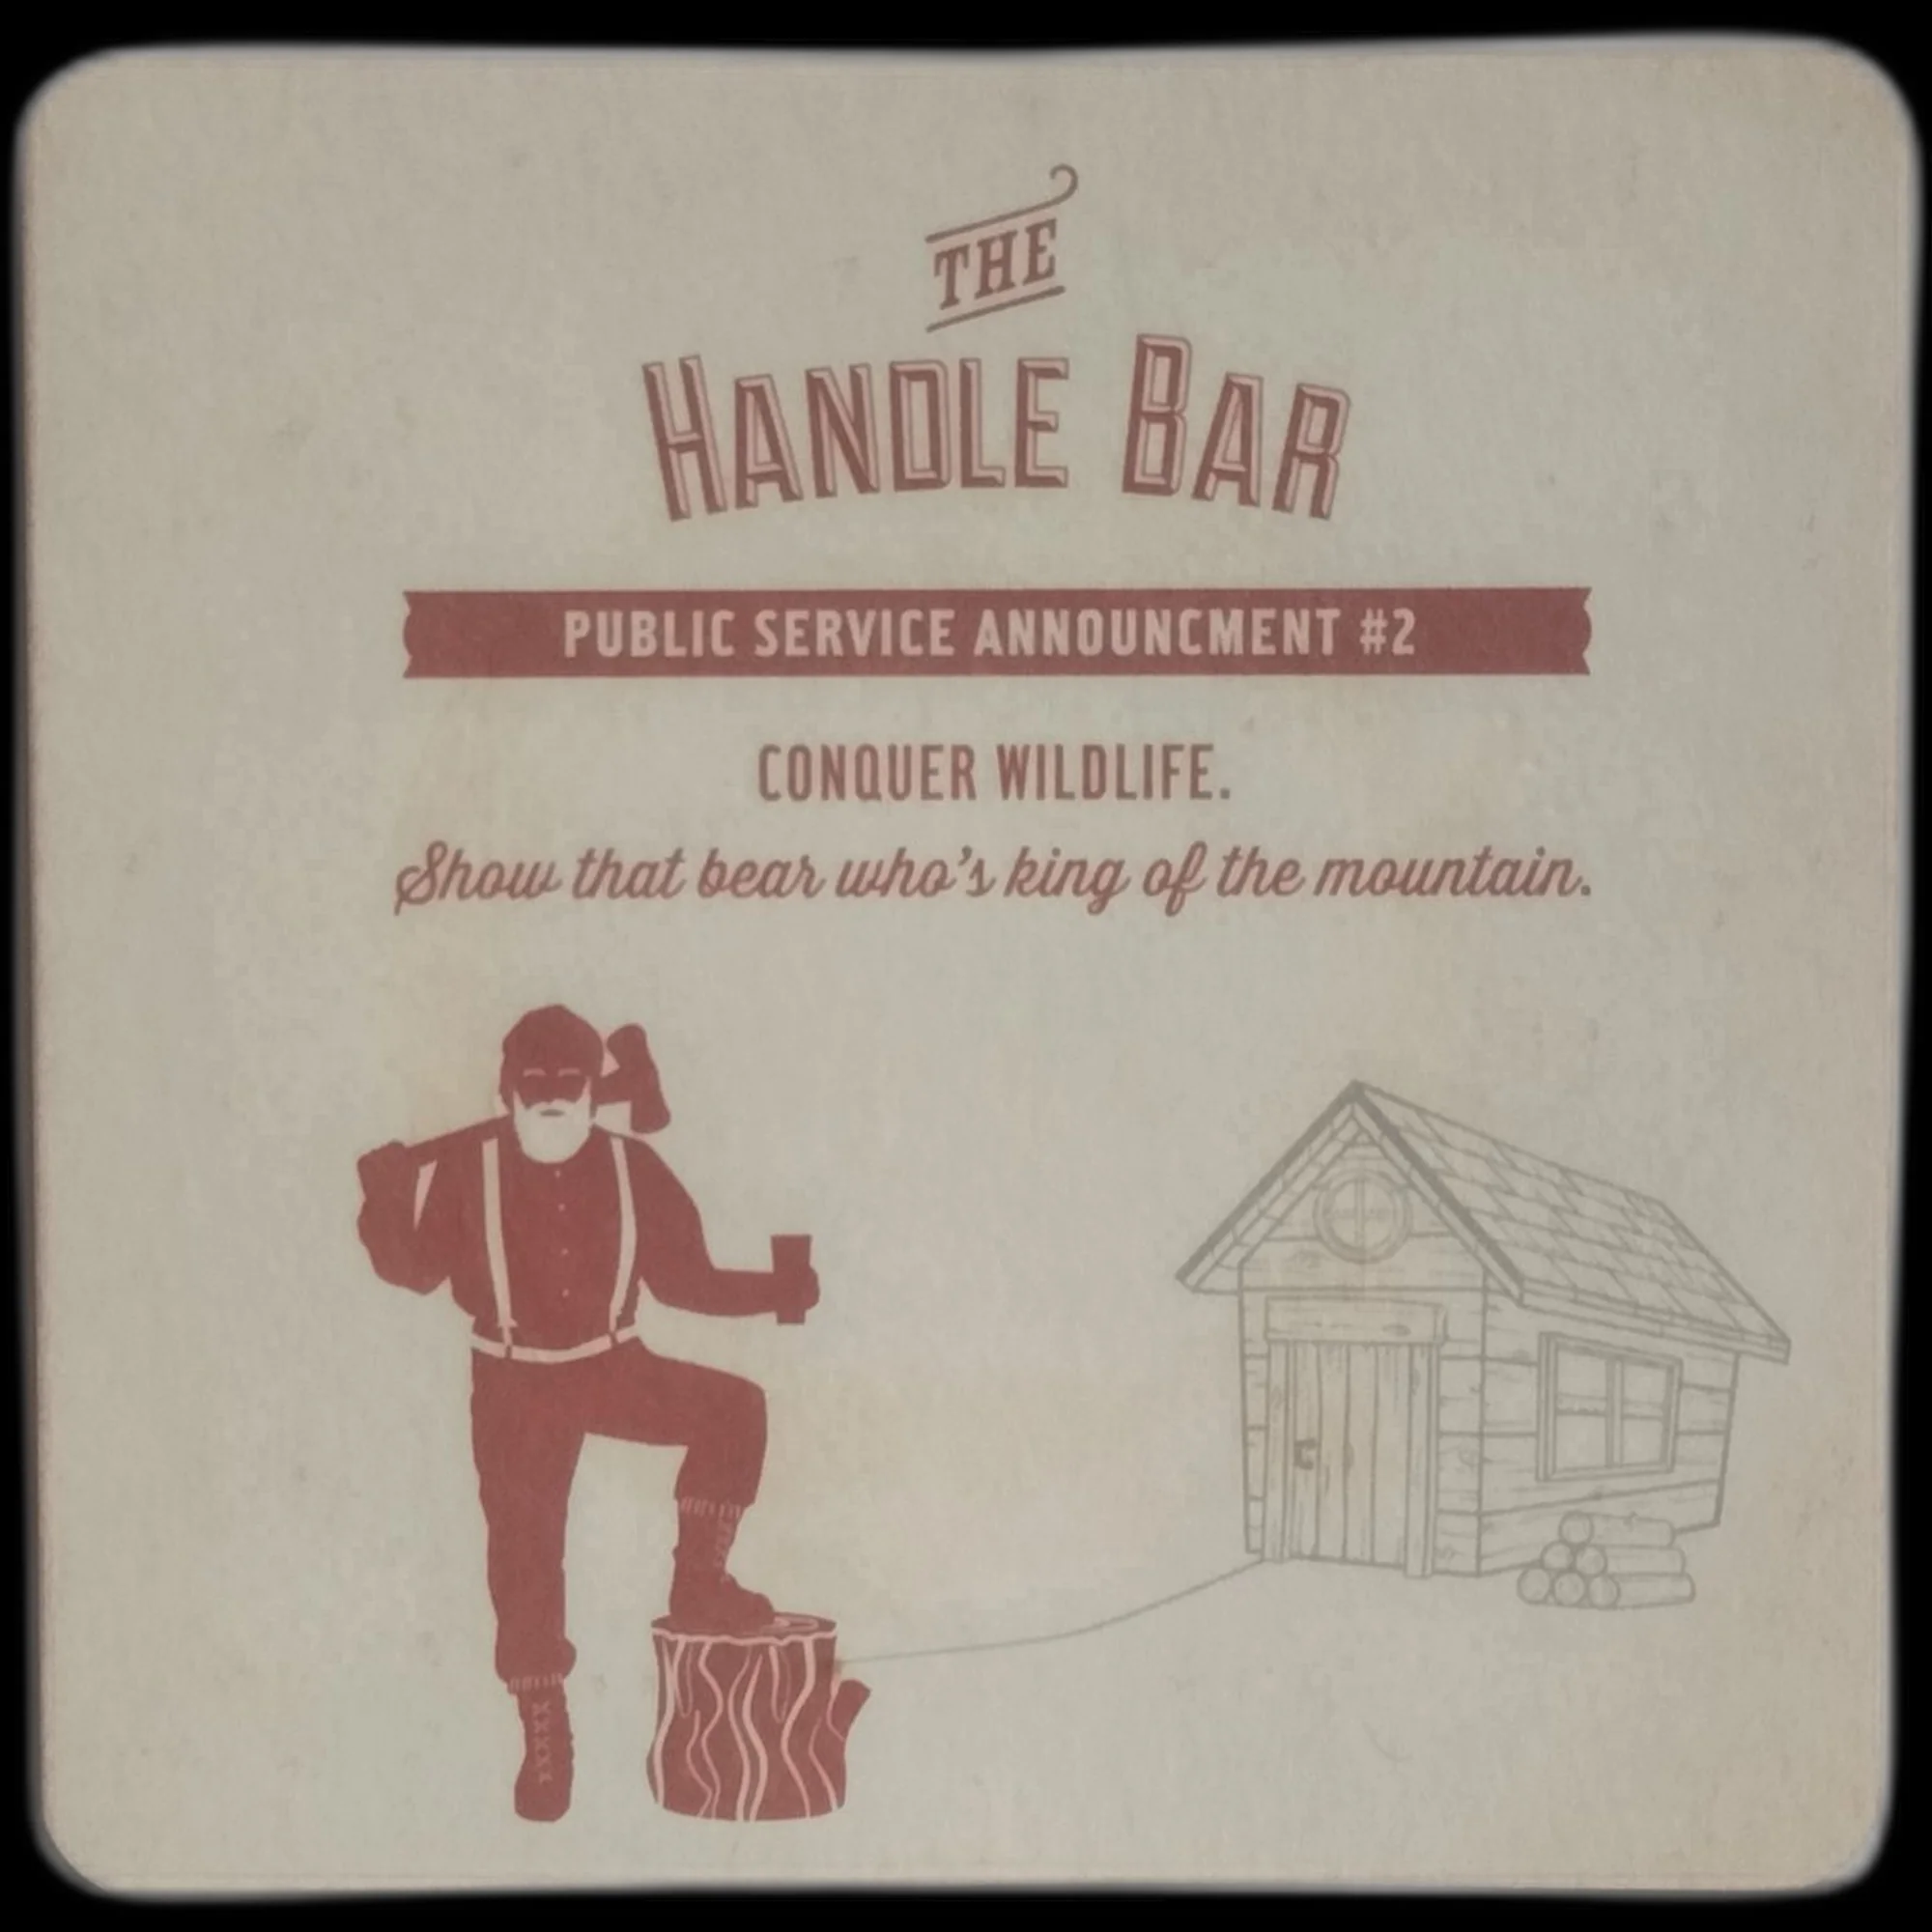 THE
HANDLE BAR
PUBLIC SERVICE ANNOUNCMENT #2
CONQUER WILDLIFE.
Show that bear who's king of the mountain.